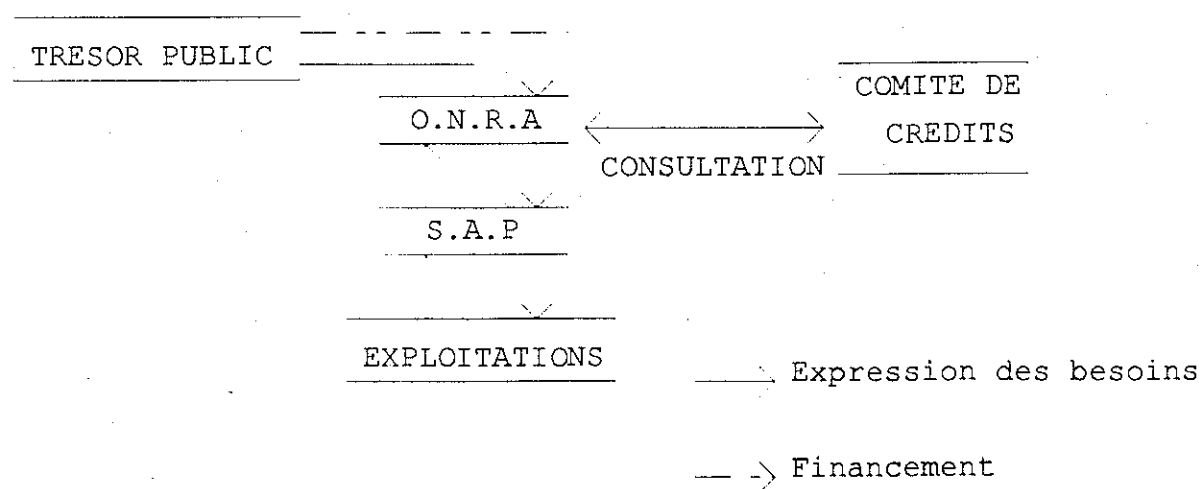 TRESOR PUBLIC
COMITE DE
CREDITS
O.N.R.A
CONSULTATION
S.A.P
EXPLOITATIONS
Expression des besoins
Financement